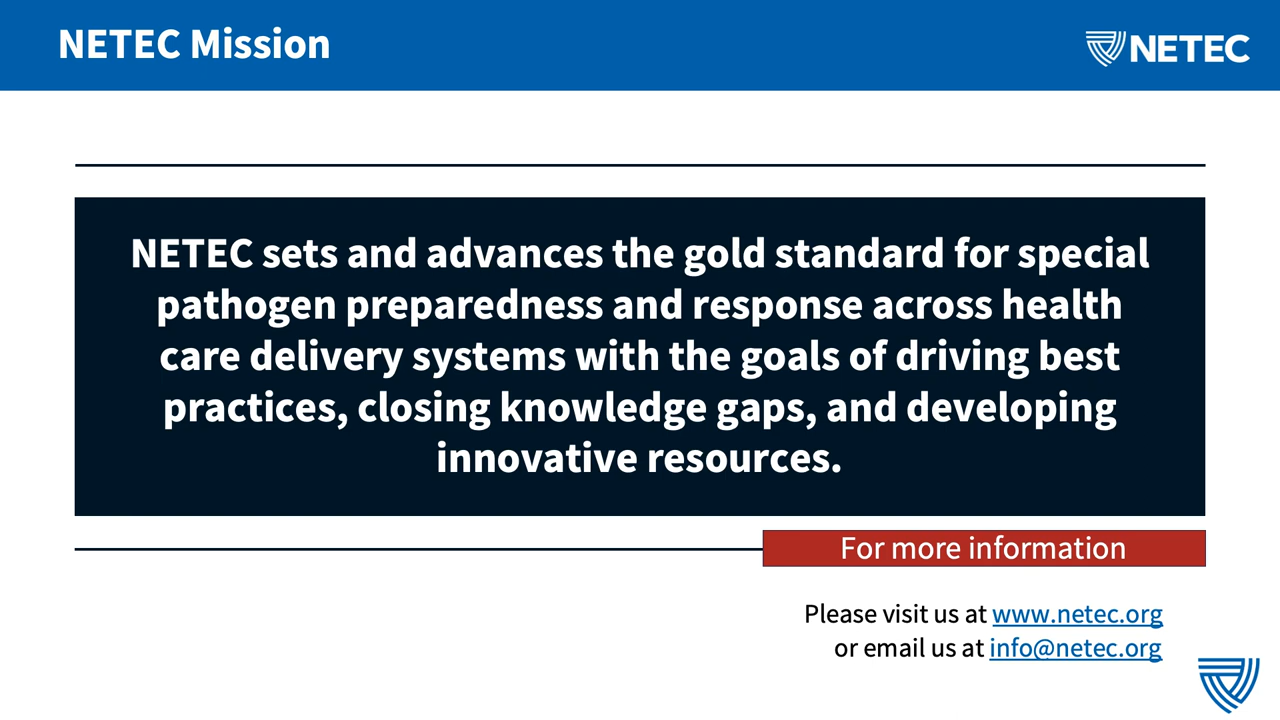 NETEC Mission
NETEC
NETEC sets and advances the gold standard for special
pathogen preparedness and response across health
care delivery systems with the goals of driving best
practices, closing knowledge gaps, and developing
innovative resources.
For more information
Please visit us at www.netec.org
or email us at info@netec.org